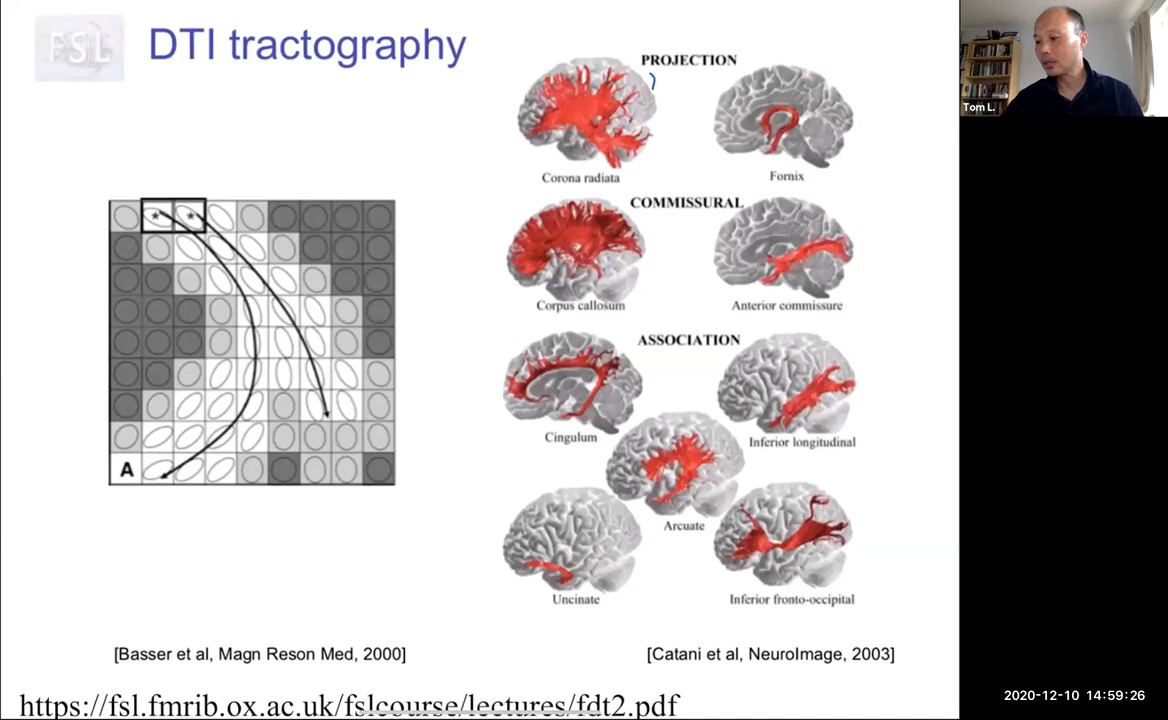 FSL
DTI tractography
PROJECTION
Corona radiata
Fornix
COMMISSURAL
Corpus callosum
Anterior commissure
ASSOCIATION
Cingulum
Inferior longitudinal
Arcuate
Uncinate
Inferior fronto-occipital
* *
A
[Basser et al, Magn Reson Med, 2000]
[Catani et al, NeuroImage, 2003]
https://fsl.fmrib.ox.ac.uk/fslcourse/lectures/fdt2.pdf
Tom L.
2020-12-10 14:59:26